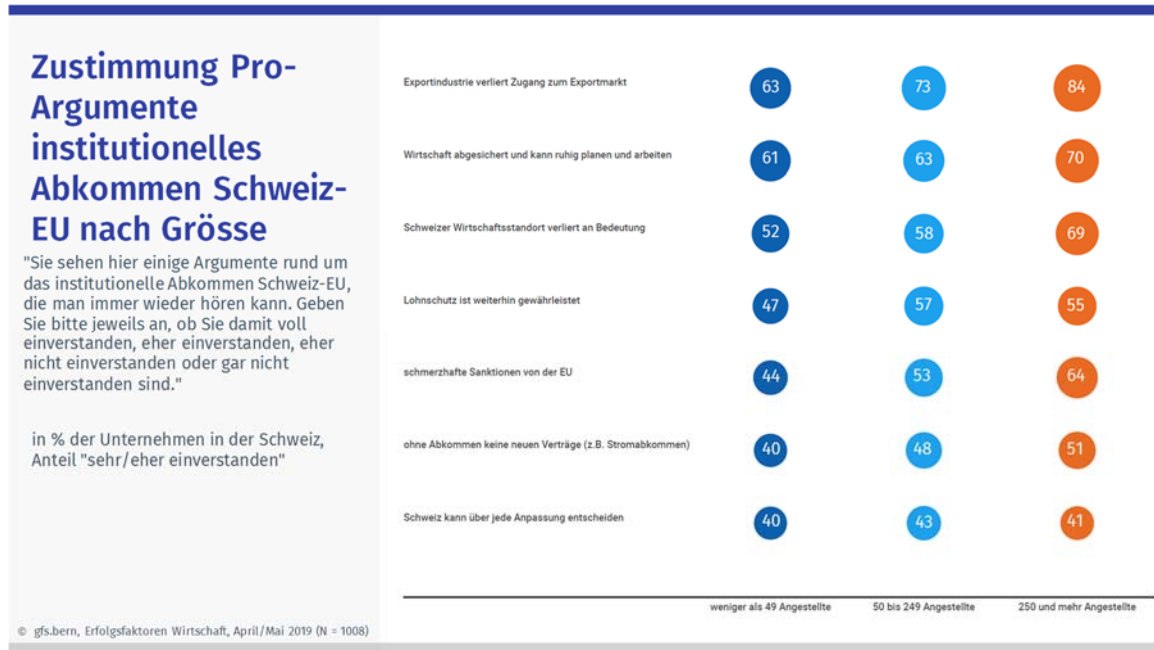 Zustimmung Pro-
Argumente
institutionelles
Abkommen Schweiz-
EU nach Grösse
"Sie sehen hier einige Argumente rund um
das institutionelle Abkommen Schweiz-EU,
die man immer wieder hören kann. Geben
Sie bitte jeweils an, ob Sie damit voll
einverstanden, eher einverstanden, eher
nicht einverstanden oder gar nicht
einverstanden sind."
in % der Unternehmen in der Schweiz,
Anteil "sehr/eher einverstanden"
© gfs.bern, Erfolgsfaktoren Wirtschaft, April/Mai 2019 (N = 1008)
Exportindustrie verliert Zugang zum Exportmarkt 63 73 84
Wirtschaft abgesichert und kann ruhig planen und arbeiten 61 63 70
Schweizer Wirtschaftsstandort verliert an Bedeutung 52 58 69
Lohnschutz ist weiterhin gewährleistet 47 57 55
schmerzhafte Sanktionen von der EU 44 53 64
ohne Abkommen keine neuen Verträge (z.B. Stromabkommen) 40 48 51
Schweiz kann über jede Anpassung entscheiden 40 43 41
weniger als 49 Angestellte 50 bis 249 Angestellte 250 und mehr Angestellte